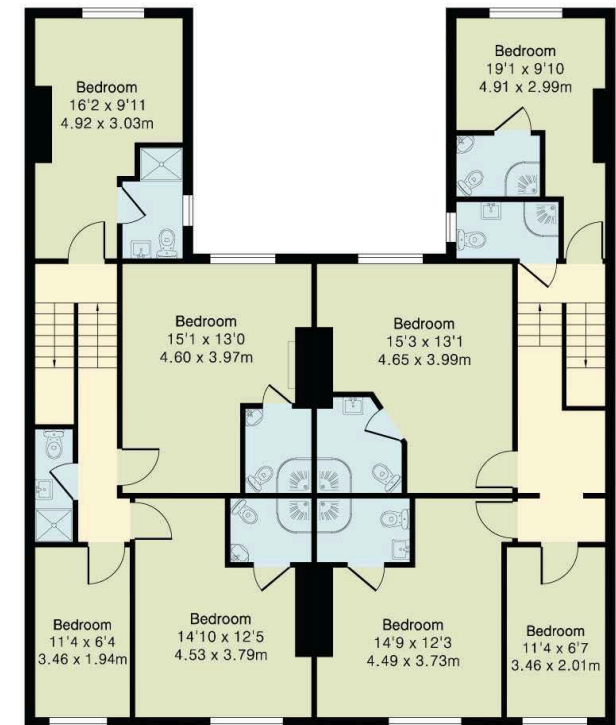 Bedroom
16'2 x 9'11
4.92 x 3.03m
Bedroom
19'1 x 9'10
4.91 x 2.99m
Bedroom
15'1 x 13'0
4.60 x 3.97m
Bedroom
15'3 x 13'1
4.65 x 3.99m
Bedroom
11'4 x 6'4
3.46 x 1.94m
Bedroom
14'10 x 12'5
4.53 x 3.79m
Bedroom
14'9 x 12'3
4.49 x 3.73m
Bedroom
11'4 x 6'7
3.46 x 2.01m